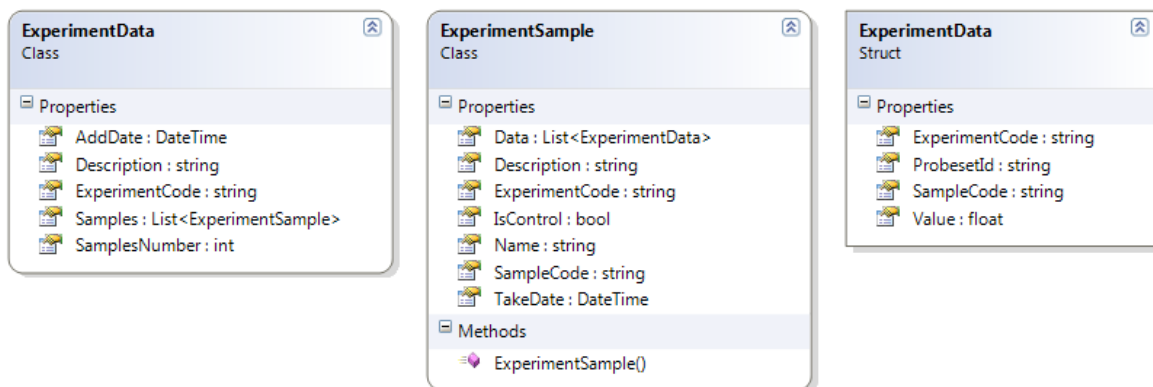 ExperimentData
Class
Properties
AddDate : DateTime
Description : string
ExperimentCode : string
Samples : List<ExperimentSample>
SamplesNumber : int
ExperimentSample
Class
Properties
Data : List<ExperimentData>
Description : string
ExperimentCode : string
IsControl : bool
Name : string
SampleCode : string
TakeDate : DateTime
Methods
ExperimentSample()
ExperimentData
Struct
Properties
ExperimentCode : string
ProbesetId : string
SampleCode : string
Value : float